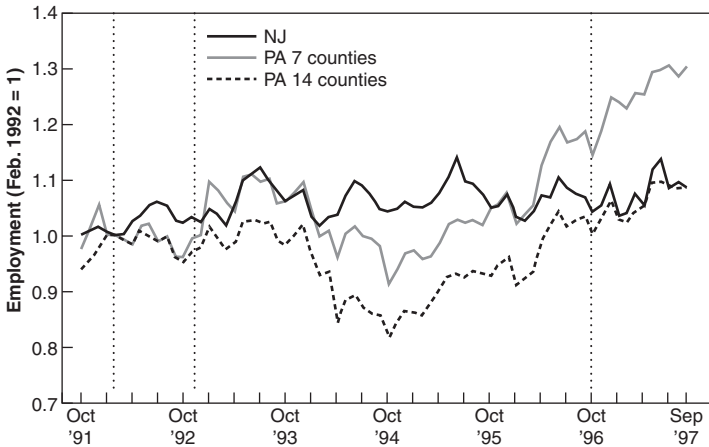 1.4
1.3
1.2
1.1
1.0
0.9
0.8
0.7
Employment (Feb. 1992 = 1)
NJ
PA 7 counties
PA 14 counties
Oct Oct Oct Oct Oct Oct Sep
'91 '92 '93 '94 '95 '96 '97